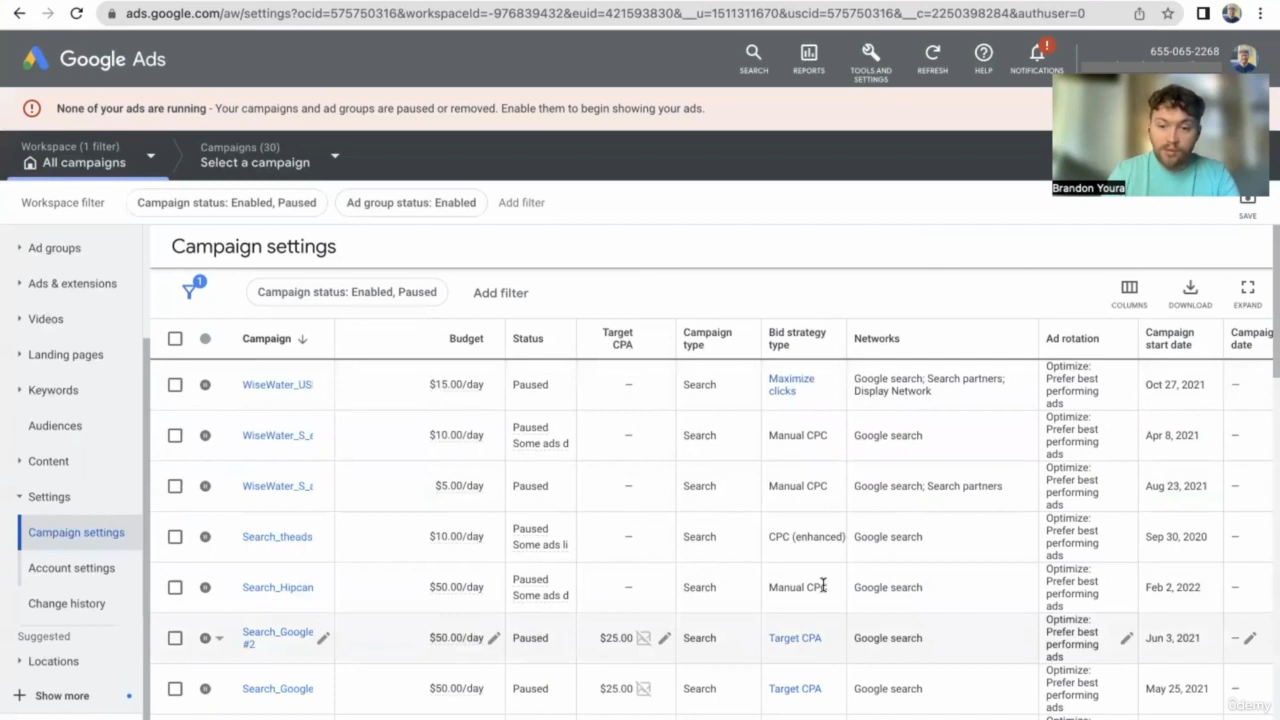 ads.google.com/aw/settings?ocid=575750316&workspaceId=-976839432&euid=421593830&__u=1511311670&uscid=575750316&__c=2250398284&authuser=0
Google Ads
SEARCH
REPORTS
TOOLS AND SETTINGS
REFRESH
HELP
NOTIFICATIONS
!
655-065-2268
None of your ads are running - Your campaigns and ad groups are paused or removed. Enable them to begin showing your ads.
Workspace (1 filter)
All campaigns
Campaigns (30)
Select a campaign
Brandon Youra
Workspace filter
Campaign status: Enabled, Paused
Ad group status: Enabled
Add filter
SAVE
Ad groups
Ads & extensions
Videos
Landing pages
Keywords
Audiences
Content
Settings
Campaign settings
Account settings
Change history
Suggested
Locations
Show more
Campaign settings
1
Campaign status: Enabled, Paused
Add filter
COLUMNS
DOWNLOAD
EXPAND
Campaign
Budget
Status
Target CPA
Campaign type
Bid strategy type
Networks
Ad rotation
Campaign start date
Campaig date
WiseWater_US
$15.00/day
Paused
–
Search
Maximize clicks
Google search; Search partners; Display Network
Optimize: Prefer best performing ads
Oct 27, 2021
–
WiseWater_S_e
$10.00/day
Paused
Some ads d
–
Search
Manual CPC
Google search
Optimize: Prefer best performing ads
Apr 8, 2021
–
WiseWater_S_a
$5.00/day
Paused
–
Search
Manual CPC
Google search; Search partners
Optimize: Prefer best performing ads
Aug 23, 2021
–
Search_theads
$10.00/day
Paused
Some ads li
–
Search
CPC (enhanced)
Google search
Optimize: Prefer best performing ads
Sep 30, 2020
–
Search_Hipcan
$50.00/day
Paused
Some ads d
–
Search
Manual CPC
Google search
Optimize: Prefer best performing ads
Feb 2, 2022
–
Search_Google #2
$50.00/day
Paused
$25.00
Search
Target CPA
Google search
Optimize: Prefer best performing ads
Jun 3, 2021
–
Search_Google
$50.00/day
Paused
$25.00
Search
Target CPA
Google search
Optimize: Prefer best performing ads
May 25, 2021
–
ûdemy